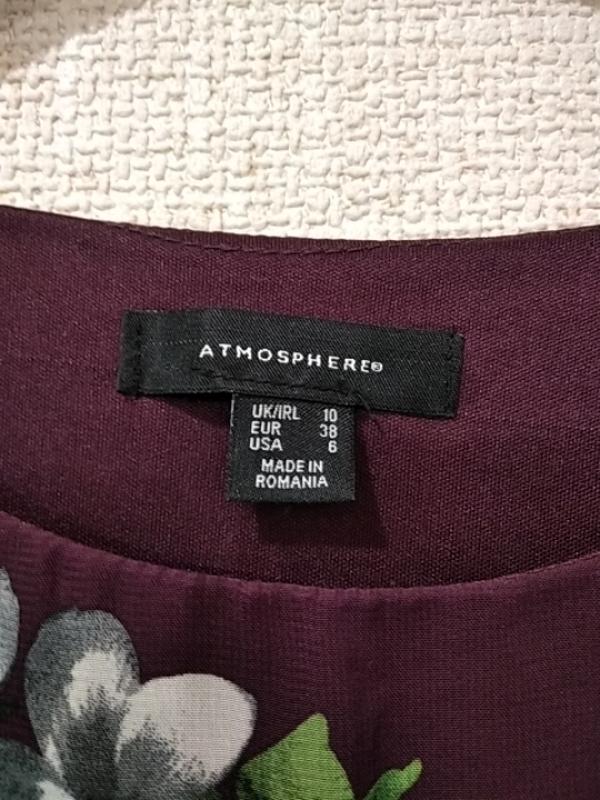 ATMOSPHERE®
UK/IRL 10
EUR 38
USA 6
MADE IN
ROMANIA